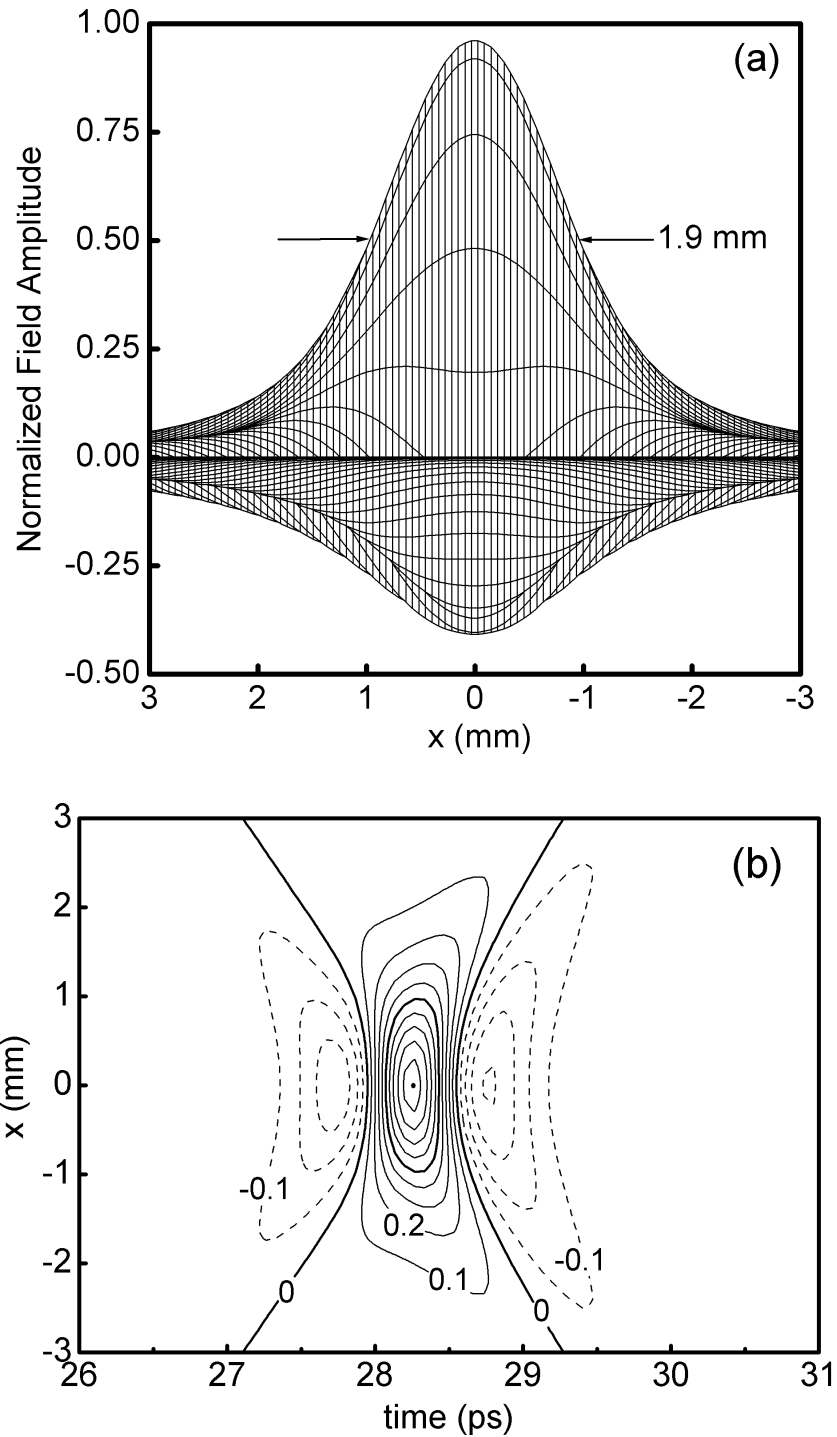 1.00
(a)
0.75
0.50
1.9 mm
0.25
0.00
-0.25
-0.50
Normalized Field Amplitude
3 2 1 0 -1 -2 -3
x (mm)
3
(b)
2
1
0
-1
-0.1
0.2
-2
-0.1
0.1
0
0
-3
x (mm)
26 27 28 29 30 31
time (ps)